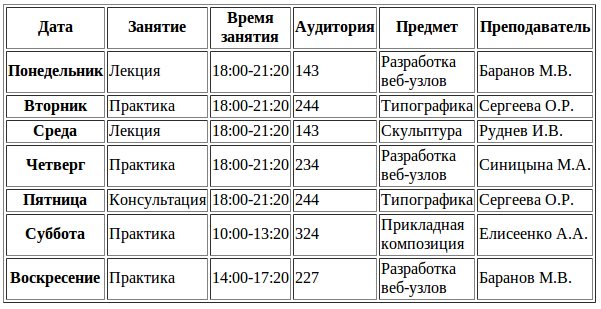 Дата Занятие Время занятия Аудитория Предмет Преподаватель
Понедельник Лекция 18:00-21:20 143 Разработка веб-узлов Баранов М.В.
Вторник Практика 18:00-21:20 244 Типографика Сергеева О.Р.
Среда Лекция 18:00-21:20 143 Скульптура Руднев И.В.
Четверг Практика 18:00-21:20 234 Разработка веб-узлов Синицына М.А.
Пятница Консультация 18:00-21:20 244 Типографика Сергеева О.Р.
Суббота Практика 10:00-13:20 324 Прикладная композиция Елисеенко А.А.
Воскресение Практика 14:00-17:20 227 Разработка веб-узлов Баранов М.В.